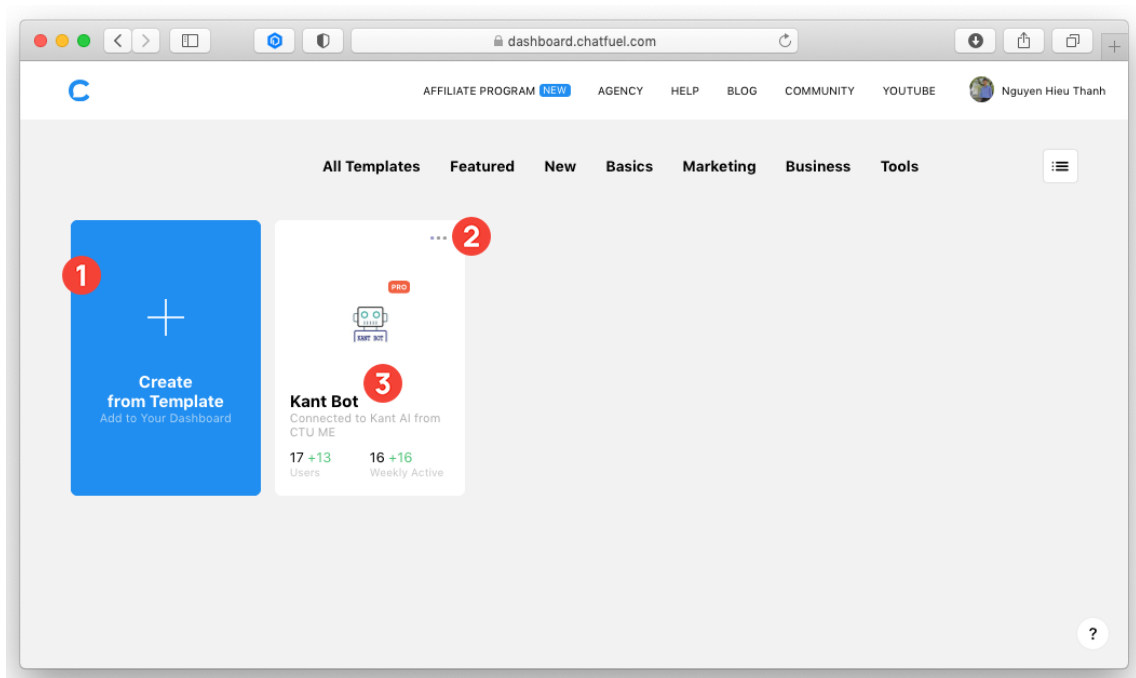 dashboard.chatfuel.com
AFFILIATE PROGRAM NEW AGENCY HELP BLOG COMMUNITY YOUTUBE Nguyen Hieu Thanh
All Templates Featured New Basics Marketing Business Tools
1
Create
from Template
Add to Your Dashboard
2
PRO
KANT BOT
3
Kant Bot
Connected to Kant AI from
CTU ME
17 +13 16 +16
Users Weekly Active
?